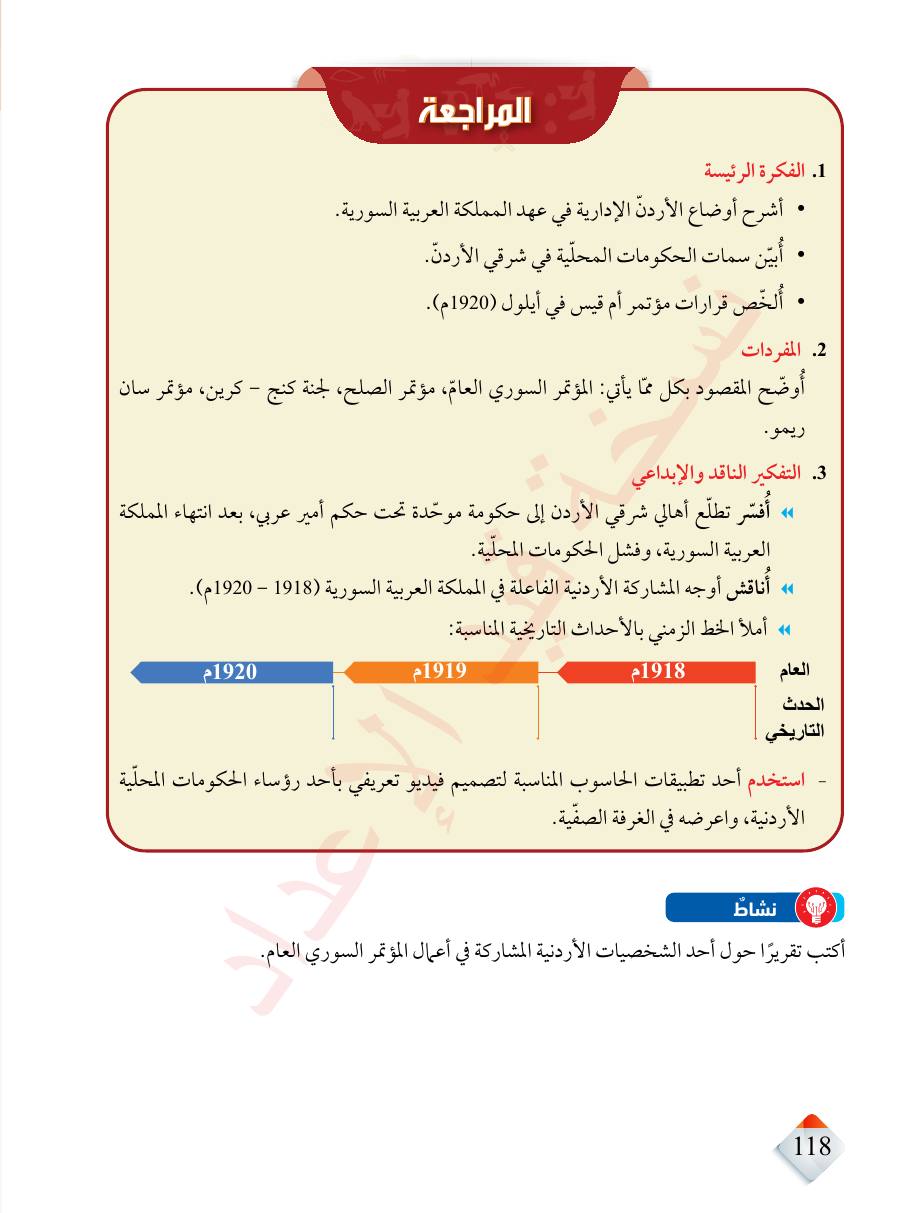 المراجعة
1. الفكرة الرئيسة
• أشرح أوضاع الأردنّ الإدارية في عهد المملكة العربية السورية.
• أُبيّن سمات الحكومات المحلّية في شرقي الأردنّ.
• أُلخّص قرارات مؤتمر أم قيس في أيلول (1920م).
2. المفردات
أُوضّح المقصود بكل ممّا يأتي: المؤتمر السوري العامّ، مؤتمر الصلح، لجنة كنج – كرين، مؤتمر سان
ريمو.
3. التفكير الناقد والإبداعي
أُفسّر تطلّع أهالي شرقي الأردن إلى حكومة موحّدة تحت حكم أمير عربي، بعد انتهاء المملكة
العربية السورية، وفشل الحكومات المحلّية.
أُناقش أوجه المشاركة الأردنية الفاعلة في المملكة العربية السورية (1918 – 1920م).
أملأ الخط الزمني بالأحداث التاريخية المناسبة:
العام 1918م 1919م 1920م
الحدث
التاريخي
- استخدم أحد تطبيقات الحاسوب المناسبة لتصميم فيديو تعريفي بأحد رؤساء الحكومات المحلّية
الأردنية، واعرضه في الغرفة الصفّية.
نشاطٌ
أكتب تقريرًا حول أحد الشخصيات الأردنية المشاركة في أعمال المؤتمر السوري العام.
نسخة قيد الإعداد
118